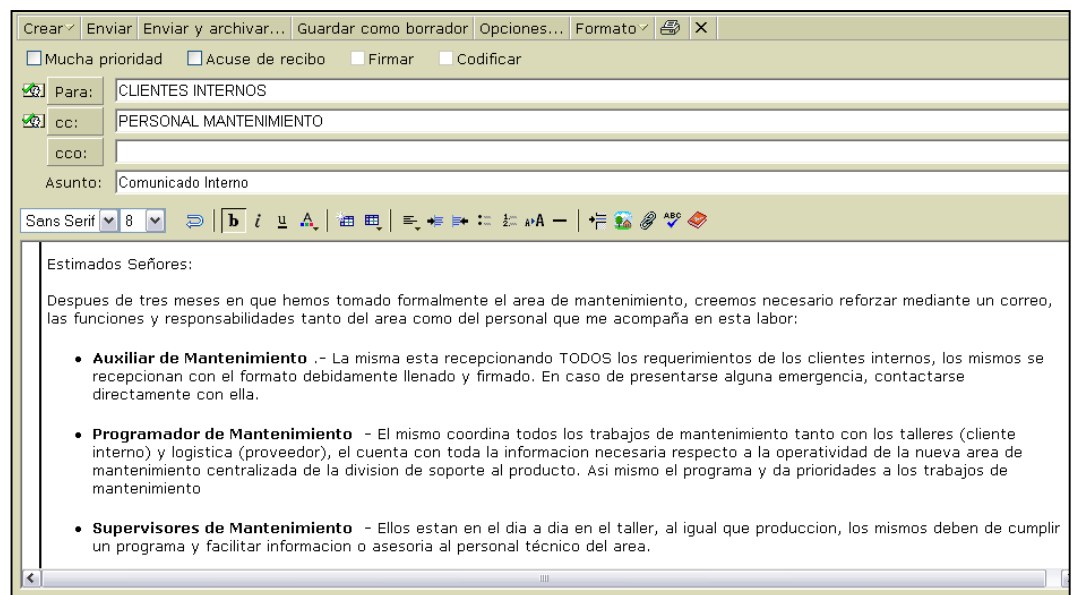 Crear Enviar Enviar y archivar... Guardar como borrador Opciones... Formato
Mucha prioridad Acuse de recibo Firmar Codificar
Para: CLIENTES INTERNOS
cc: PERSONAL MANTENIMIENTO
cco:
Asunto: Comunicado Interno
Sans Serif 8 b i u A A A ABC
Estimados Señores:
Despues de tres meses en que hemos tomado formalmente el area de mantenimiento, creemos necesario reforzar mediante un correo,
las funciones y responsabilidades tanto del area como del personal que me acompaña en esta labor:
• Auxiliar de Mantenimiento .- La misma esta recepcionando TODOS los requerimientos de los clientes internos, los mismos se
recepcionan con el formato debidamente llenado y firmado. En caso de presentarse alguna emergencia, contactarse
directamente con ella.
• Programador de Mantenimiento - El mismo coordina todos los trabajos de mantenimiento tanto con los talleres (cliente
interno) y logistica (proveedor), el cuenta con toda la informacion necesaria respecto a la operatividad de la nueva area de
mantenimiento centralizada de la division de soporte al producto. Asi mismo el programa y da prioridades a los trabajos de
mantenimiento
• Supervisores de Mantenimiento - Ellos estan en el dia a dia en el taller, al igual que produccion, los mismos deben de cumplir
un programa y facilitar informacion o asesoria al personal técnico del area.